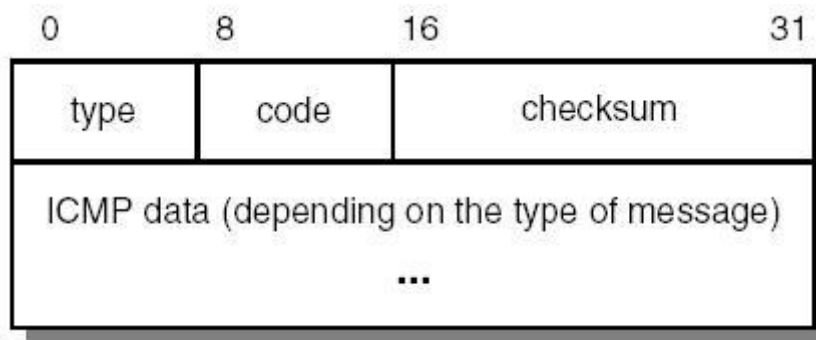 0 8 16 31
type code checksum
ICMP data (depending on the type of message)
...